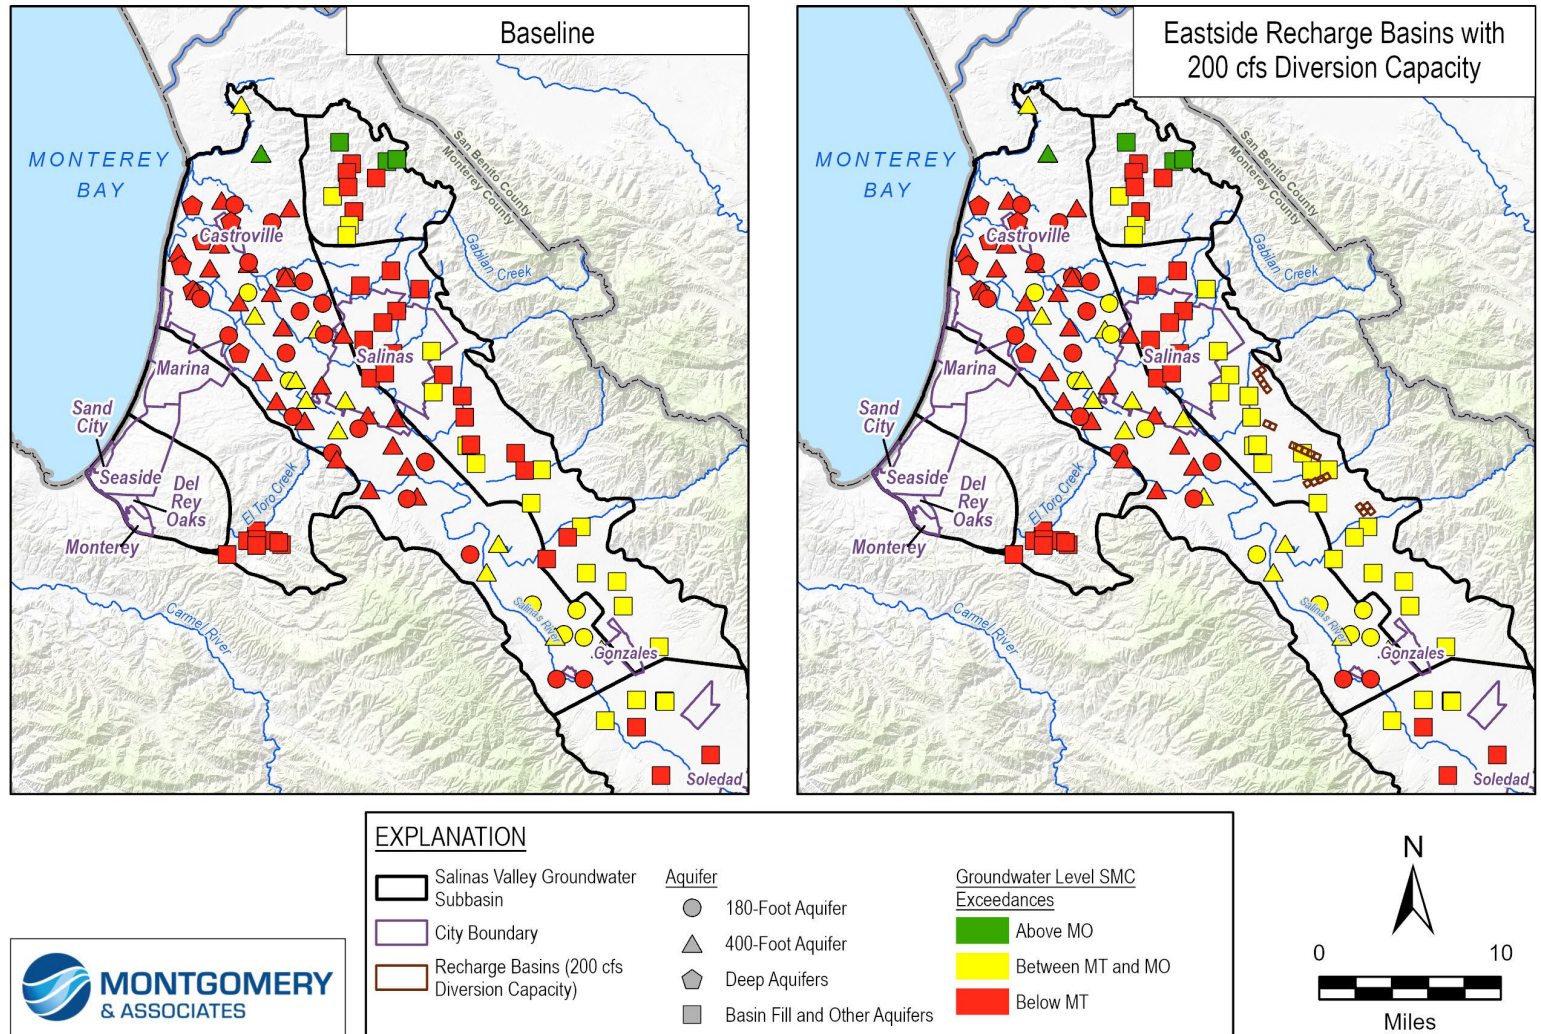 Baseline
MONTEREY
BAY
San Benito County
Monterey County
Castroville
Gabilan Creek
Salinas
Marina
Sand
City
Seaside
Del
Rey
Oaks
Monterey
El Toro Creek
Carmel River
Salinas River
Gonzales
Soledad
Eastside Recharge Basins with
200 cfs Diversion Capacity
MONTEREY
BAY
San Benito County
Monterey County
Castroville
Gabilan Creek
Salinas
Marina
Sand
City
Seaside
Del
Rey
Oaks
Monterey
El Toro Creek
Carmel River
Salinas River
Gonzales
Soledad
EXPLANATION
Salinas Valley Groundwater
Subbasin
City Boundary
Recharge Basins (200 cfs
Diversion Capacity)
Aquifer
180-Foot Aquifer
400-Foot Aquifer
Deep Aquifers
Basin Fill and Other Aquifers
Groundwater Level SMC
Exceedances
Above MO
Between MT and MO
Below MT
N
0 10
Miles
MONTGOMERY
& ASSOCIATES